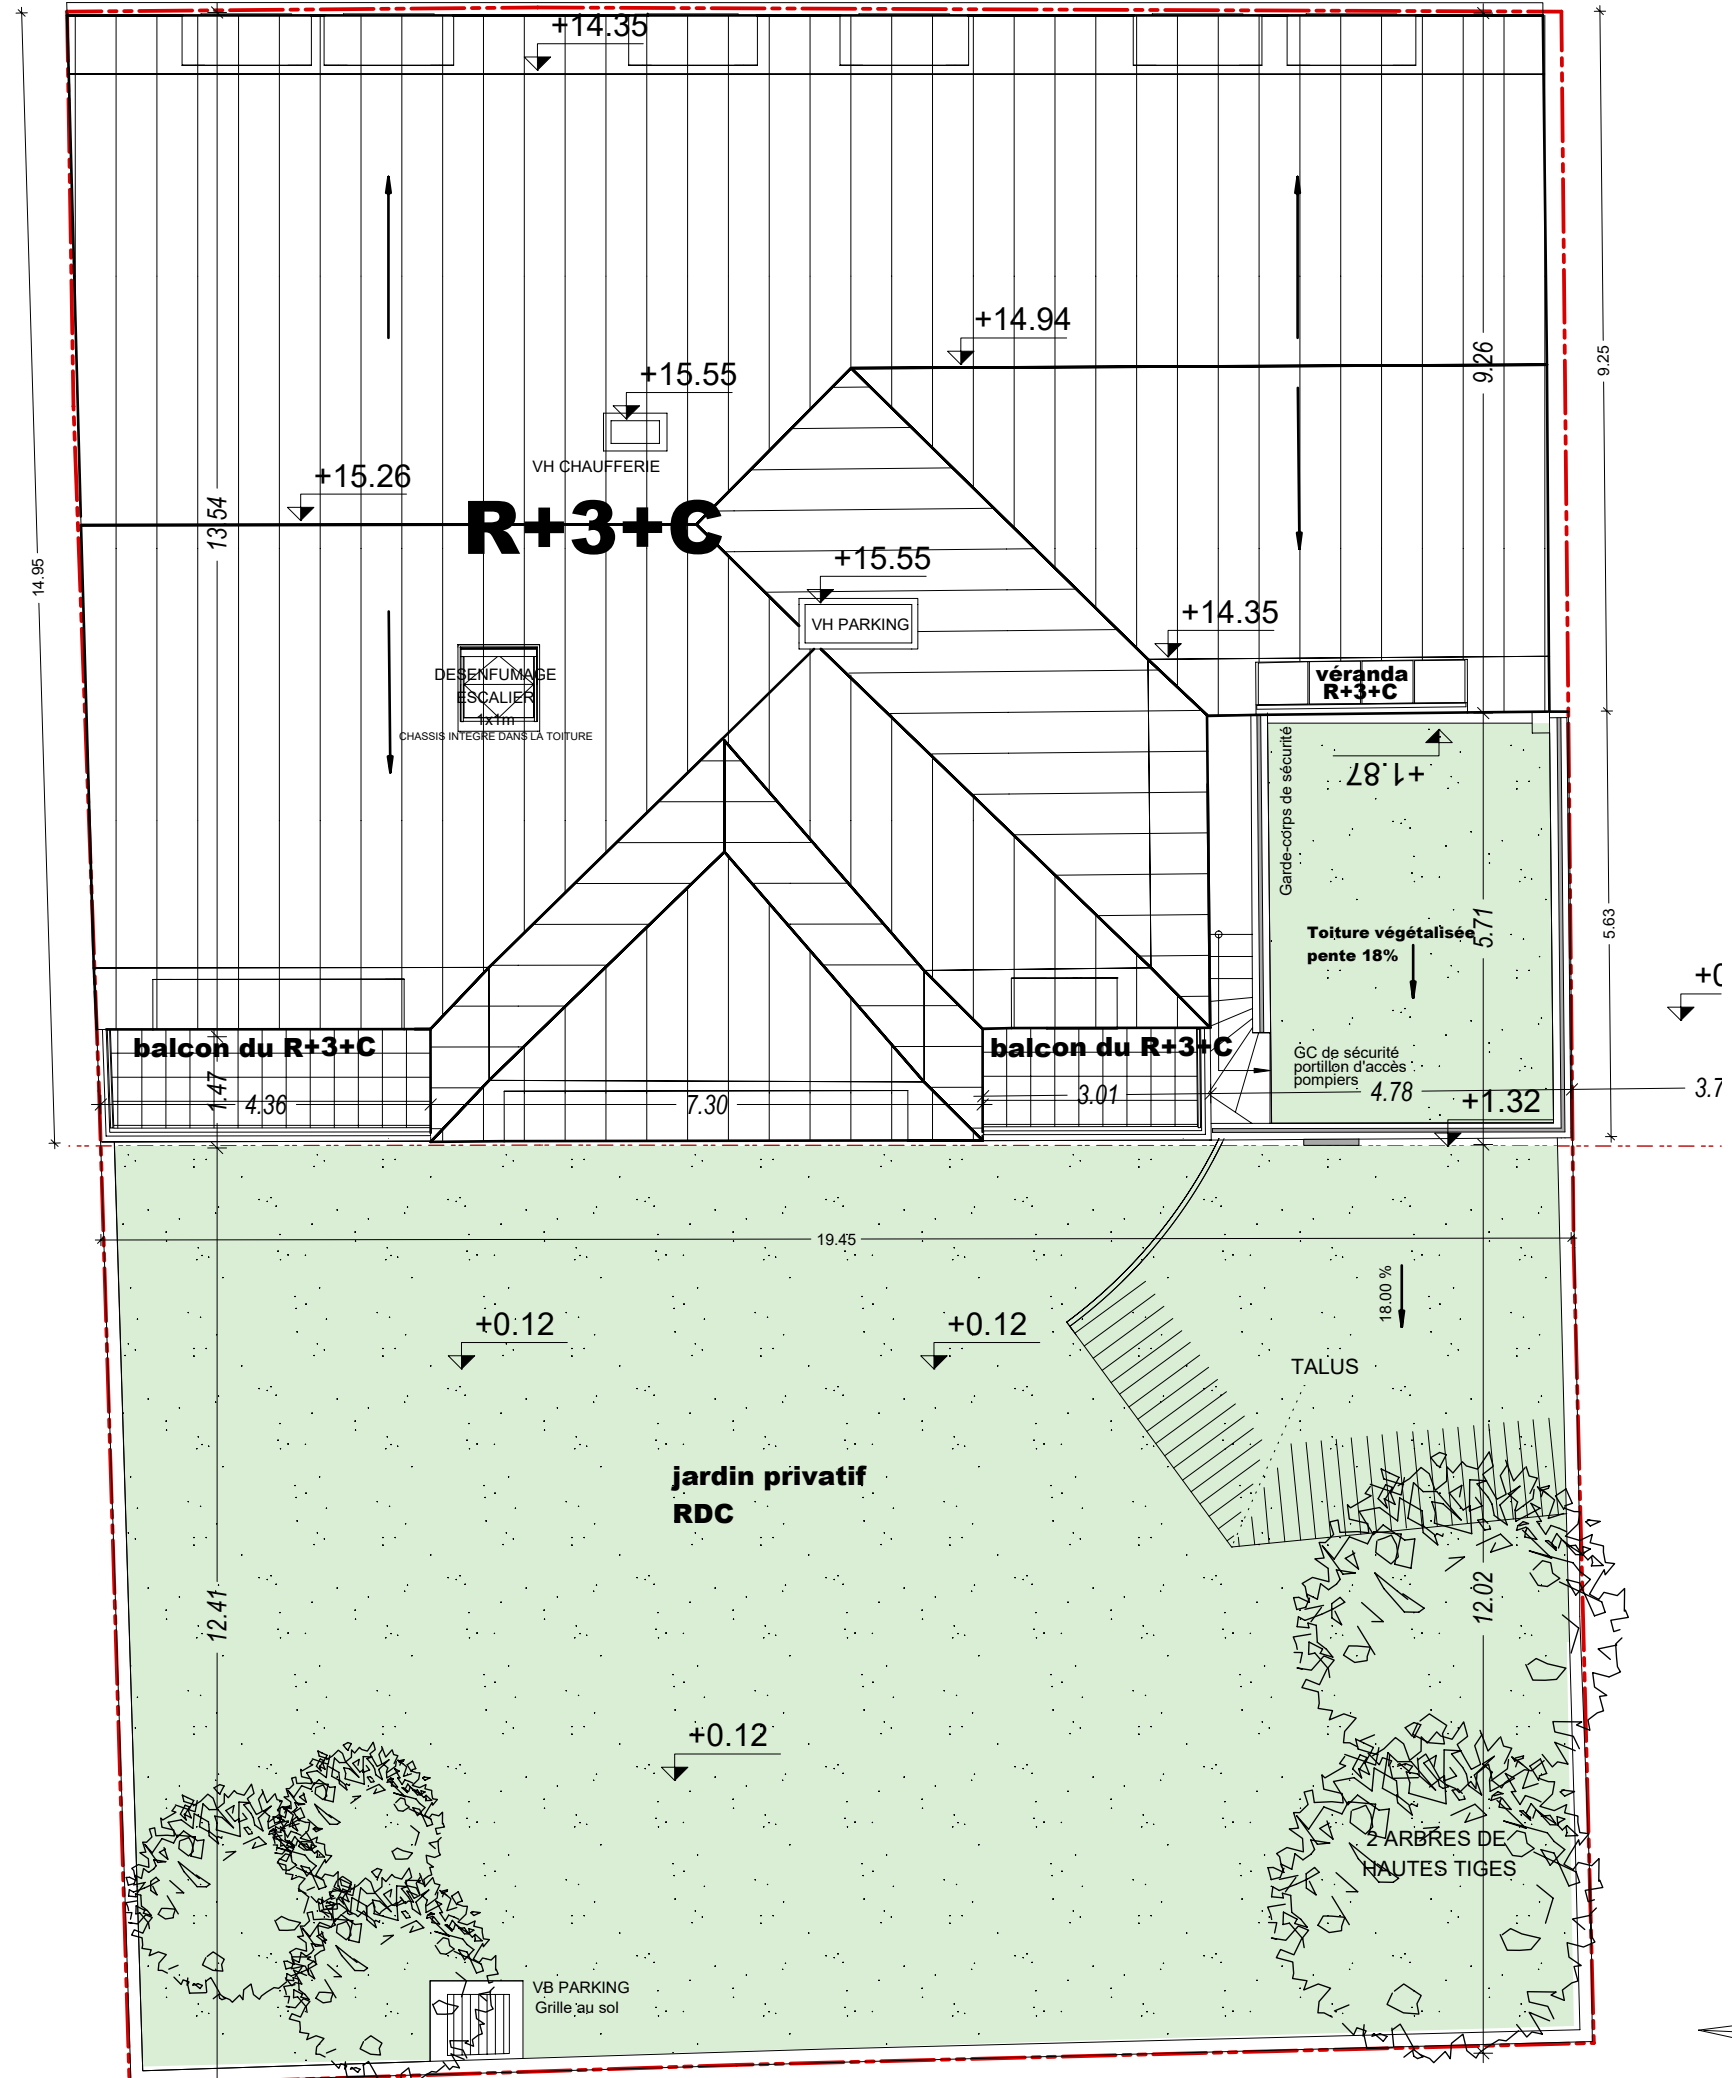 +14.35
+14.94
9.26
9.25
+15.55
VH CHAUFFERIE
+15.26
13.54
R+3+C
14.95
+15.55
VH PARKING
+14.35
véranda
R+3+C
DESENFUMAGE
ESCALIER
1x1m
CHASSIS INTEGRE DANS LA TOITURE
+1.87
Garde-corps de sécurité
Toiture végétalisée
pente 18%
5.71
5.63
balcon du R+3+C
1.47
4.36
7.30
balcon du R+3+C
3.01
GC de sécurité
portillon d'accès
pompiers
4.78
+1.32
19.45
+0.12
+0.12
18.00 %
TALUS
jardin privatif
RDC
12.41
12.02
+0.12
2 ARBRES DE
HAUTES TIGES
VB PARKING
Grille au sol